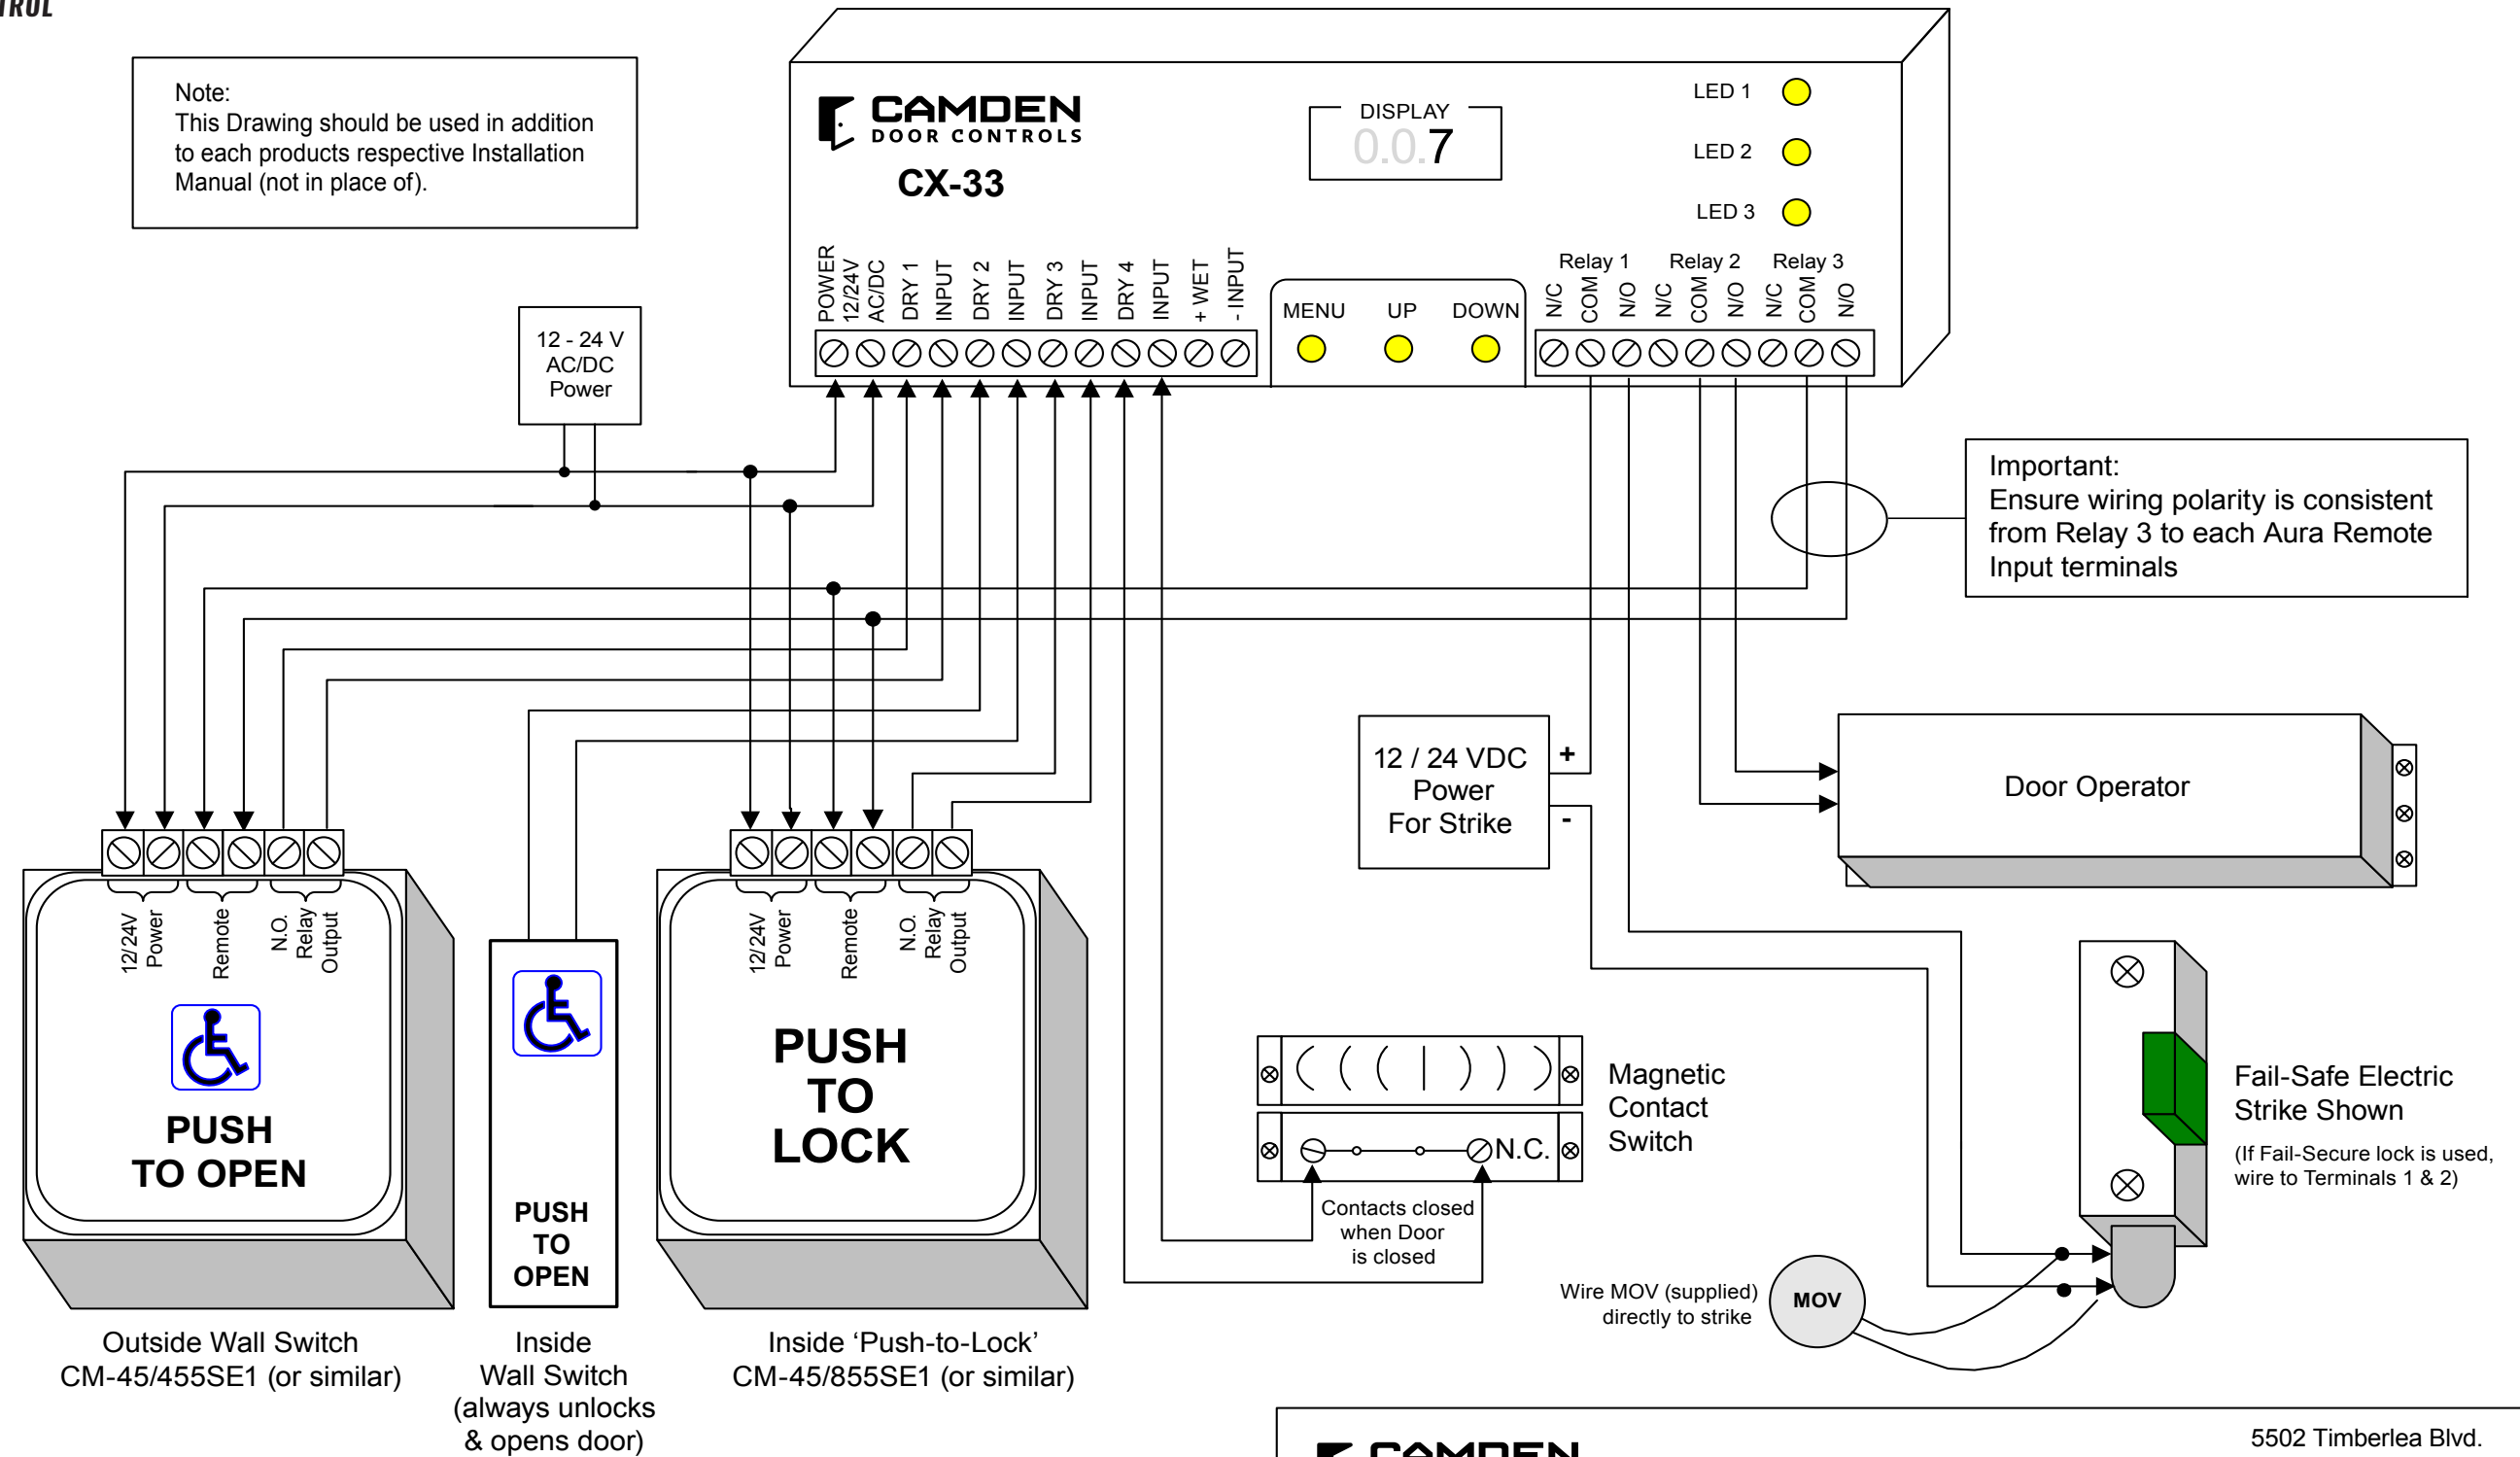 Note:
This Drawing should be used in addition
to each products respective Installation
Manual (not in place of).
CAMDEN
DOOR CONTROLS
CX-33
DISPLAY
0.0.7
LED 1
LED 2
LED 3
POWER
12/24V
AC/DC
DRY 1
INPUT
DRY 2
INPUT
DRY 3
INPUT
DRY 4
INPUT
+ WET
- INPUT
MENU
UP
DOWN
Relay 1
Relay 2
Relay 3
N/C
COM
N/O
N/C
COM
N/O
N/C
COM
N/O
12 - 24 V
AC/DC
Power
Important:
Ensure wiring polarity is consistent
from Relay 3 to each Aura Remote
Input terminals
12 / 24 VDC
Power
For Strike
+
-
Door Operator
12/24V
Power
Remote
N.O.
Relay
Output
PUSH
TO OPEN
Outside Wall Switch
CM-45/455SE1 (or similar)
PUSH
TO
OPEN
Inside
Wall Switch
(always unlocks
& opens door)
12/24V
Power
Remote
N.O.
Relay
Output
PUSH
TO
LOCK
Inside ‘Push-to-Lock’
CM-45/855SE1 (or similar)
N.C.
Magnetic
Contact
Switch
Contacts closed
when Door
is closed
Fail-Safe Electric
Strike Shown
(If Fail-Secure lock is used,
wire to Terminals 1 & 2)
Wire MOV (supplied)
directly to strike
MOV
CAMDEN
5502 Timberlea Blvd.